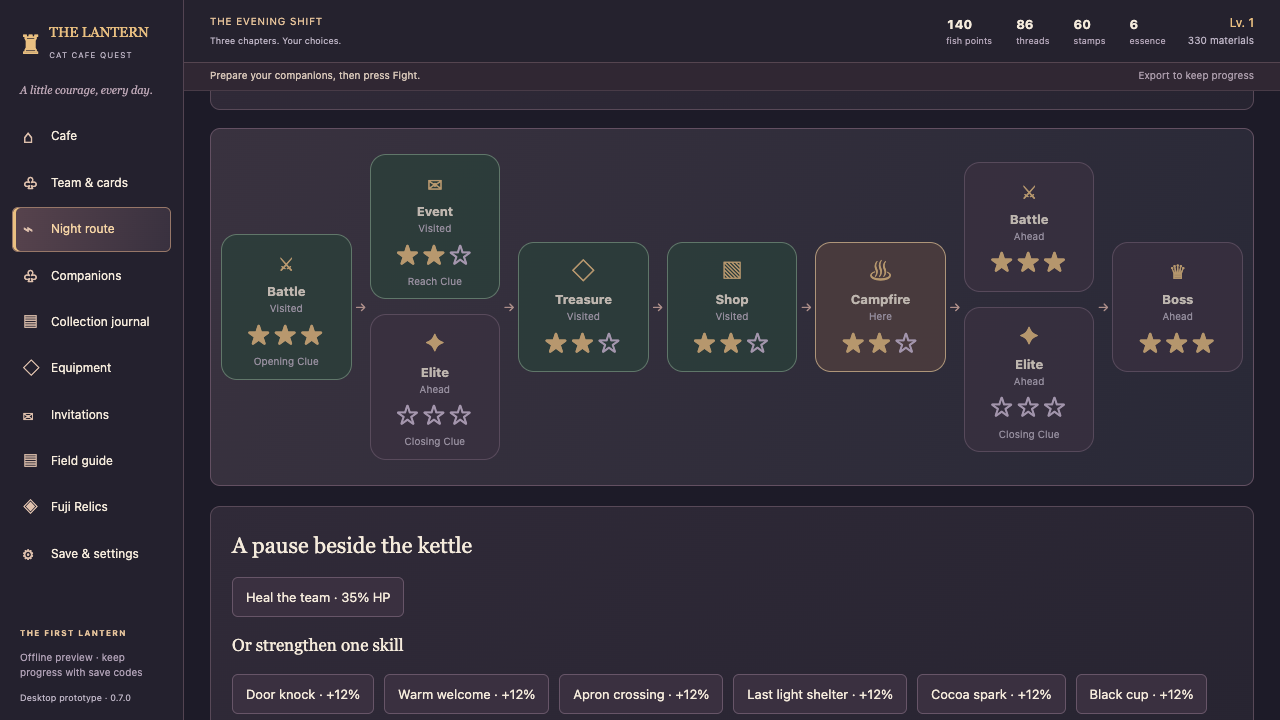 THE LANTERN
CAT CAFE QUEST
A little courage, every day.
Cafe
Team & cards
Night route
Companions
Collection journal
Equipment
Invitations
Field guide
Fuji Relics
Save & settings
THE FIRST LANTERN
Offline preview · keep
progress with save codes
Desktop prototype · 0.7.0
THE EVENING SHIFT
Three chapters. Your choices.
140
fish points
86
threads
60
stamps
6
essence
Lv. 1
330 materials
Prepare your companions, then press Fight.
Export to keep progress
Battle
Visited
Opening Clue
Event
Visited
Reach Clue
Elite
Ahead
Closing Clue
Treasure
Visited
Shop
Visited
Campfire
Here
Battle
Ahead
Elite
Ahead
Closing Clue
Boss
Ahead
A pause beside the kettle
Heal the team · 35% HP
Or strengthen one skill
Door knock · +12%
Warm welcome · +12%
Apron crossing · +12%
Last light shelter · +12%
Cocoa spark · +12%
Black cup · +12%